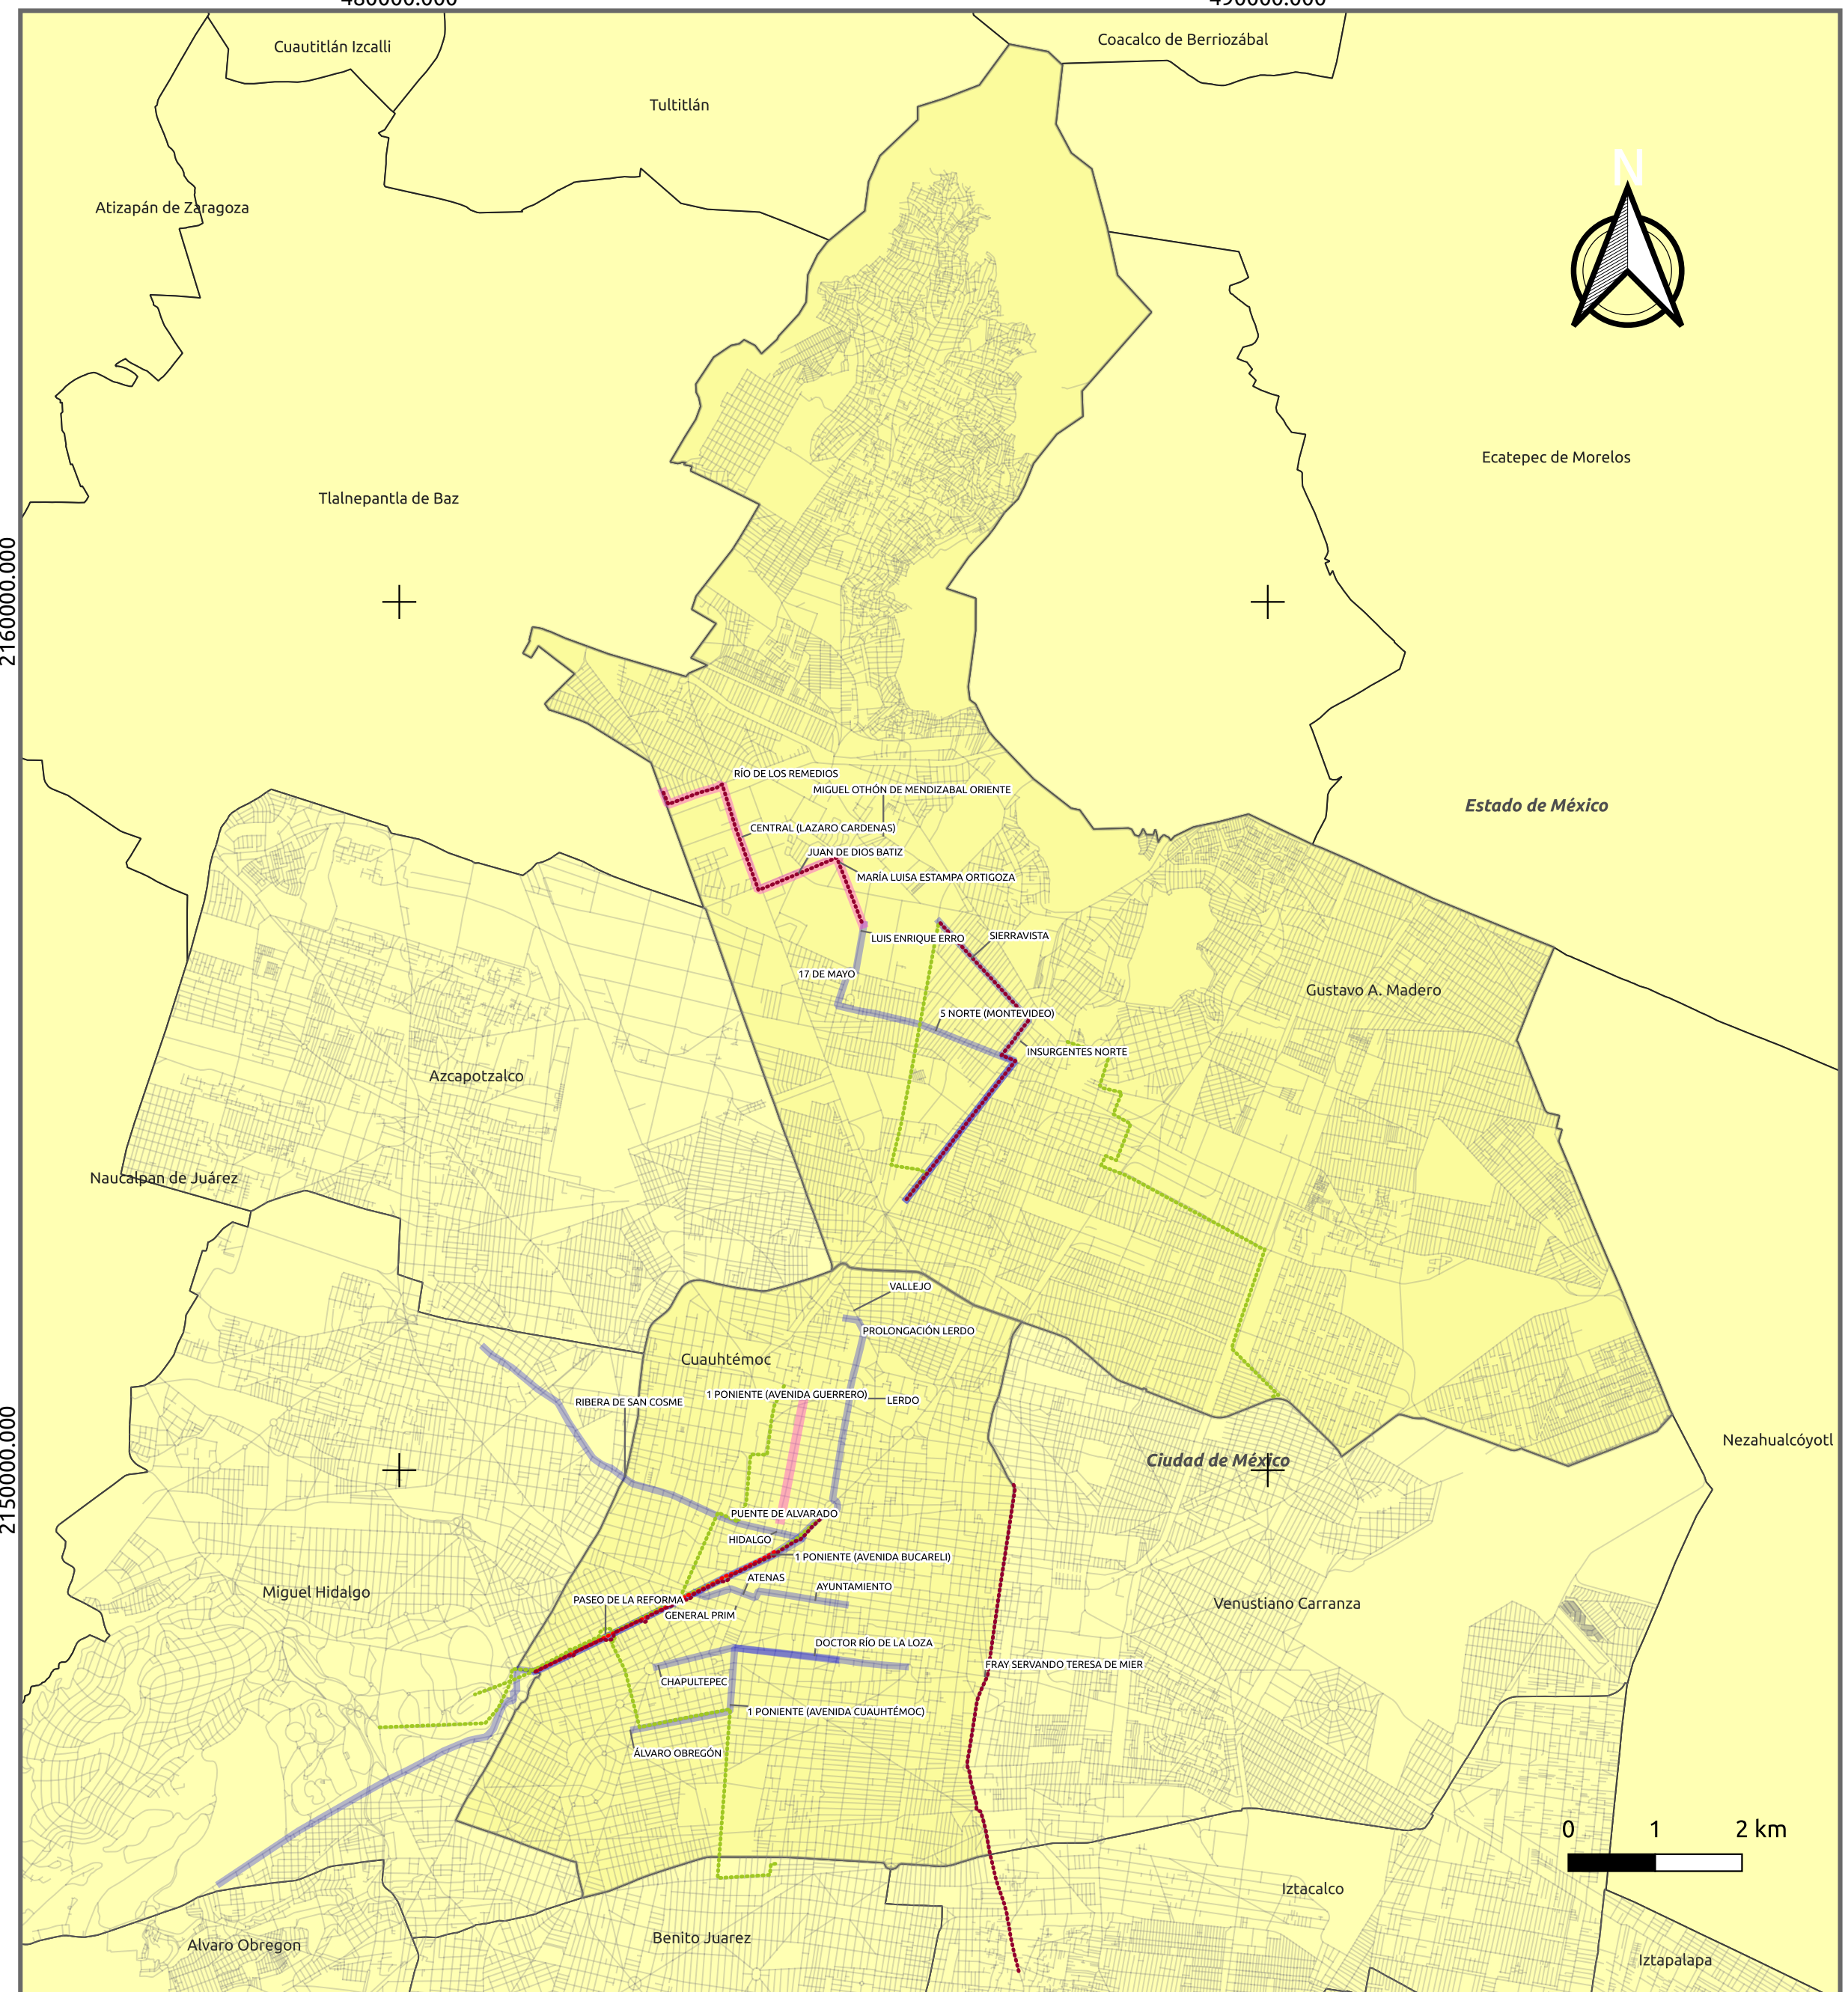 480000.000
490000.000
Coacalco de Berriozábal
Cuautitlán Izcalli
Tultitlán
N
Atizapán de Zaragoza
Ecatepec de Morelos
Tlalnepantla de Baz
2160000.000
RÍO DE LOS REMEDIOS
MIGUEL OTHÓN DE MENDIZABAL ORIENTE
Estado de México
CENTRAL (LAZARO CARDENAS)
JUAN DE DIOS BATIZ
MARÍA LUISA ESTAMPA ORTIGOZA
LUIS ENRIQUE ERRO
SIERRAVISTA
17 DE MAYO
Gustavo A. Madero
5 NORTE (MONTEVIDEO)
INSURGENTES NORTE
Azcapotzalco
Naucalpan de Juárez
VALLEJO
PROLONGACIÓN LERDO
Cuauhtémoc
1 PONIENTE (AVENIDA GUERRERO)
LERDO
RIBERA DE SAN COSME
Nezahualcóyotl
Ciudad de México
2150000.000
PUENTE DE ALVARADO
HIDALGO
1 PONIENTE (AVENIDA BUCARELI)
ATENAS
AYUNTAMIENTO
Miguel Hidalgo
PASEO DE LA REFORMA
Venustiano Carranza
GENERAL PRIM
DOCTOR RÍO DE LA LOZA
FRAY SERVANDO TERESA DE MIER
CHAPULTEPEC
1 PONIENTE (AVENIDA CUAUHTÉMOC)
ÁLVARO OBREGÓN
0 1 2 km
Iztacalco
Benito Juarez
Alvaro Obregon
Iztapalapa